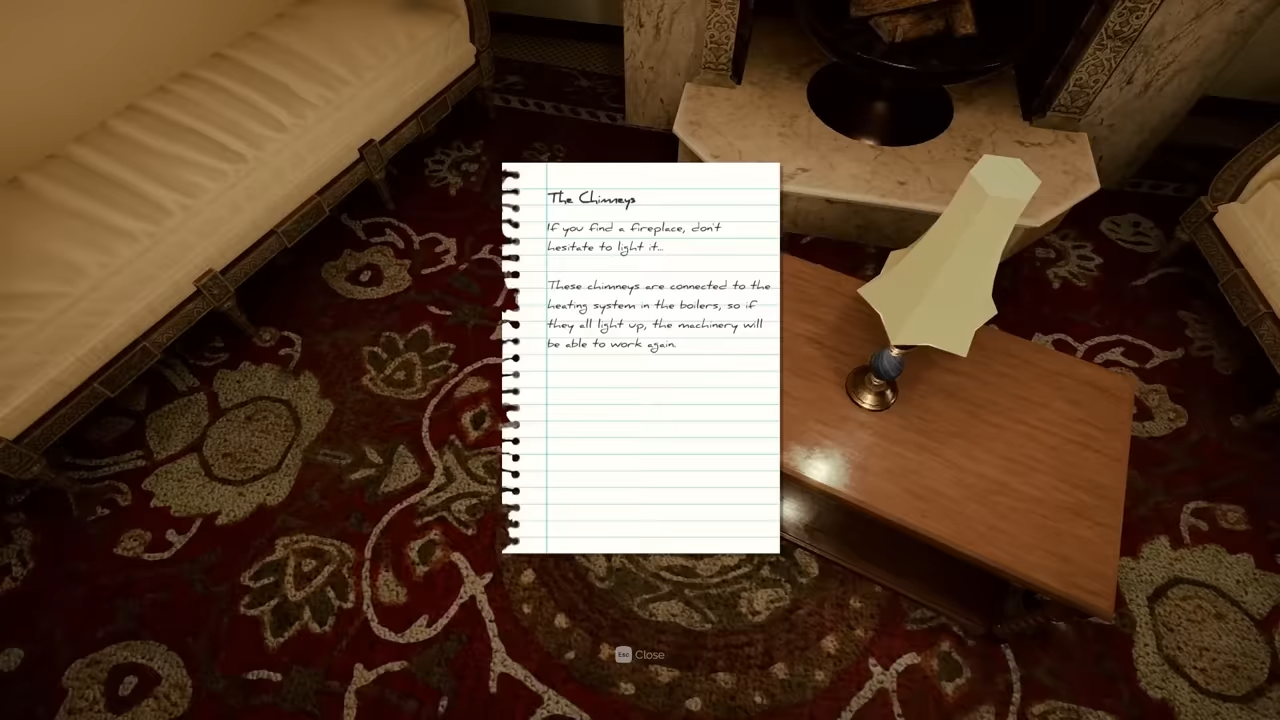 The Chimneys
If you find a fireplace, don't
hesitate to light it...
These chimneys are connected to the
heating system in the boilers, so if
they all light up, the machinery will
be able to work again.
Esc Close